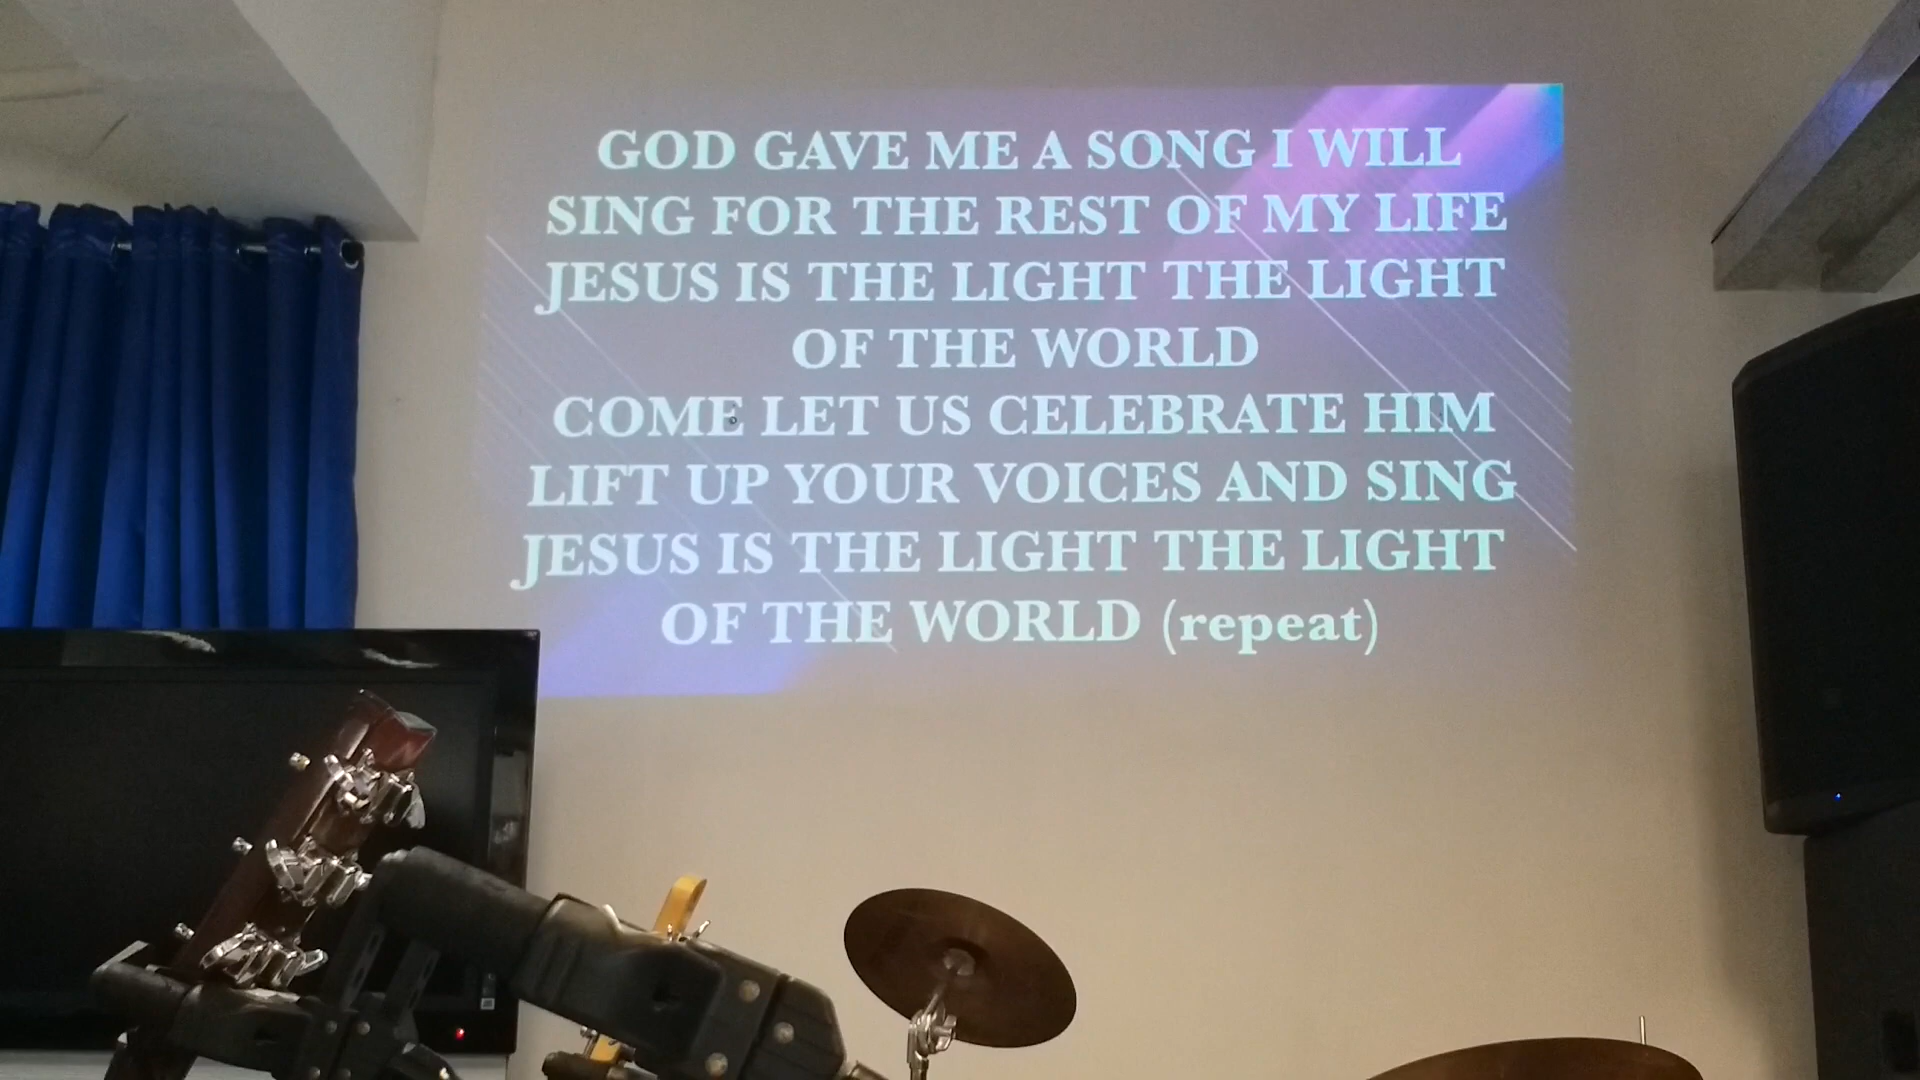 GOD GAVE ME A SONG I WILL
SING FOR THE REST OF MY LIFE
JESUS IS THE LIGHT THE LIGHT
OF THE WORLD
COME LET US CELEBRATE HIM
LIFT UP YOUR VOICES AND SING
JESUS IS THE LIGHT THE LIGHT
OF THE WORLD (repeat)